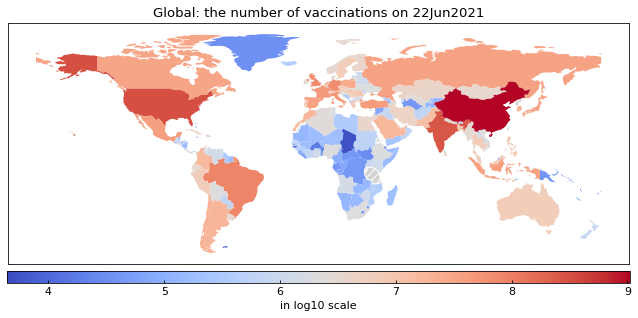 Global: the number of vaccinations on 22Jun2021
4 5 6 7 8 9
in log10 scale